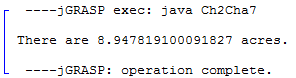 ----jGRASP exec: java Ch2Cha7
There are 8.947819100091827 acres.
----jGRASP: operation complete.